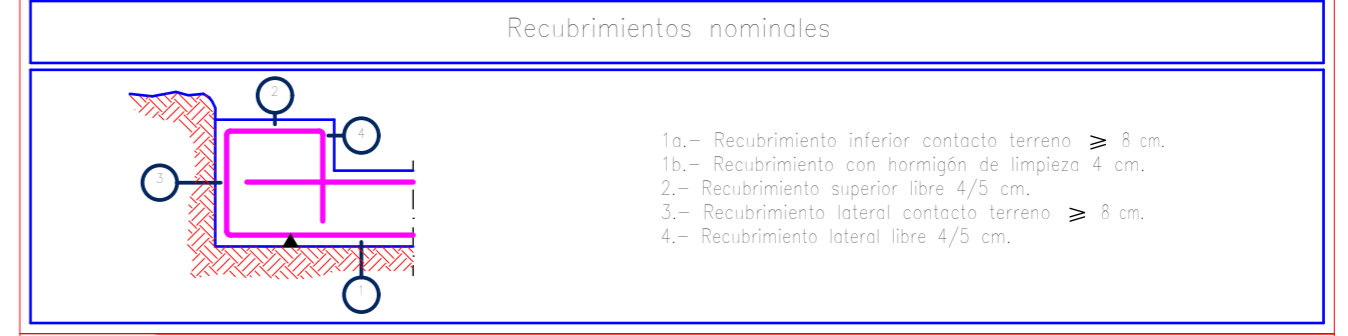 Recubrimientos nominales
2
4
3
1
1a.- Recubrimiento inferior contacto terreno ⩾ 8 cm.
1b.- Recubrimiento con hormigón de limpieza 4 cm.
2.- Recubrimiento superior libre 4/5 cm.
3.- Recubrimiento lateral contacto terreno ⩾ 8 cm.
4.- Recubrimiento lateral libre 4/5 cm.